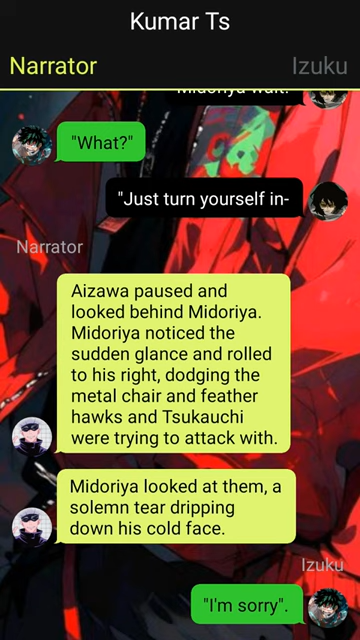 Kumar Ts
Narrator Izuku
Midoriya wait!
"What?"
"Just turn yourself in-
Narrator
Aizawa paused and
looked behind Midoriya.
Midoriya noticed the
sudden glance and rolled
to his right, dodging the
metal chair and feather
hawks and Tsukauchi
were trying to attack with.
Midoriya looked at them, a
solemn tear dripping
down his cold face.
Izuku
"I'm sorry".